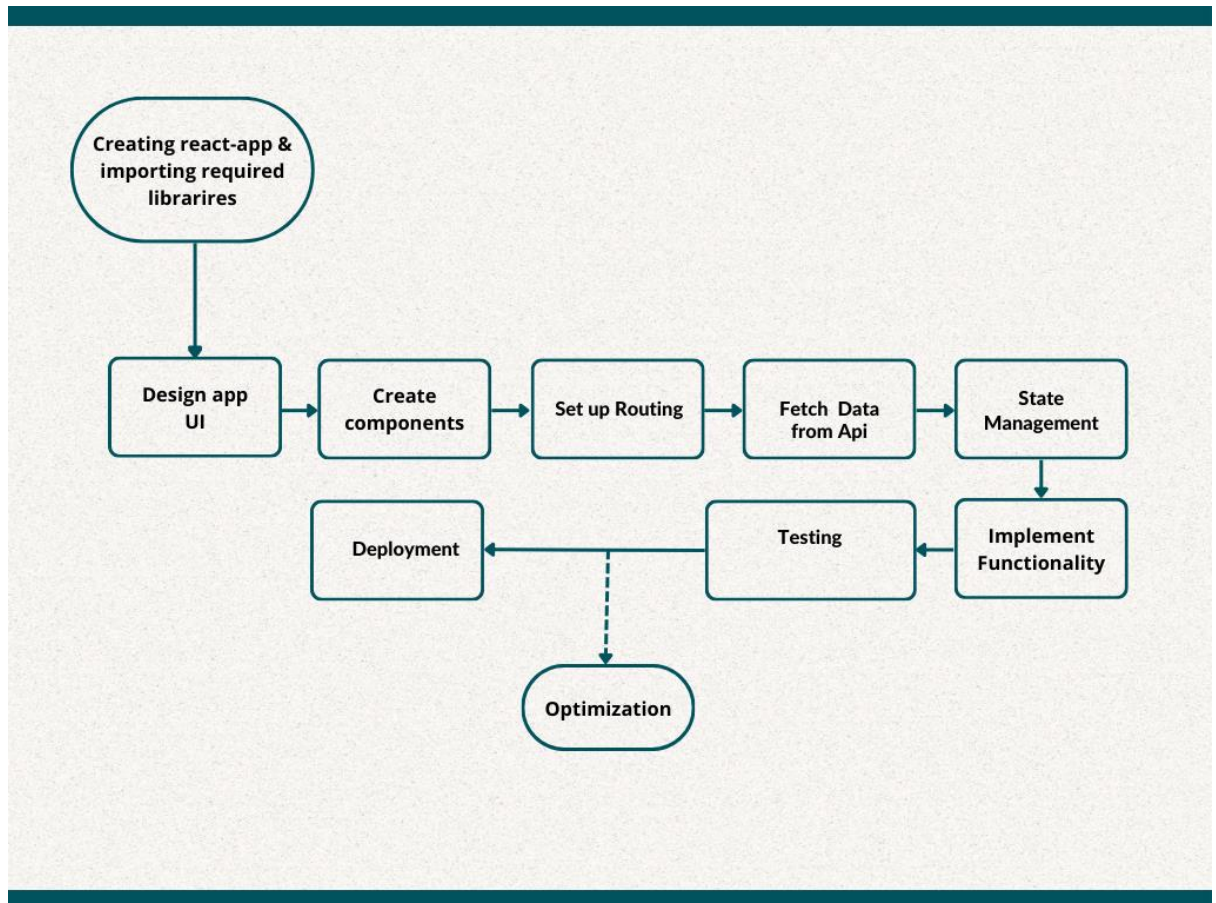 Creating react-app &
importing required
librarires
Design app
UI
Create
components
Set up Routing
Fetch Data
from Api
State
Management
Implement
Functionality
Testing
Deployment
Optimization